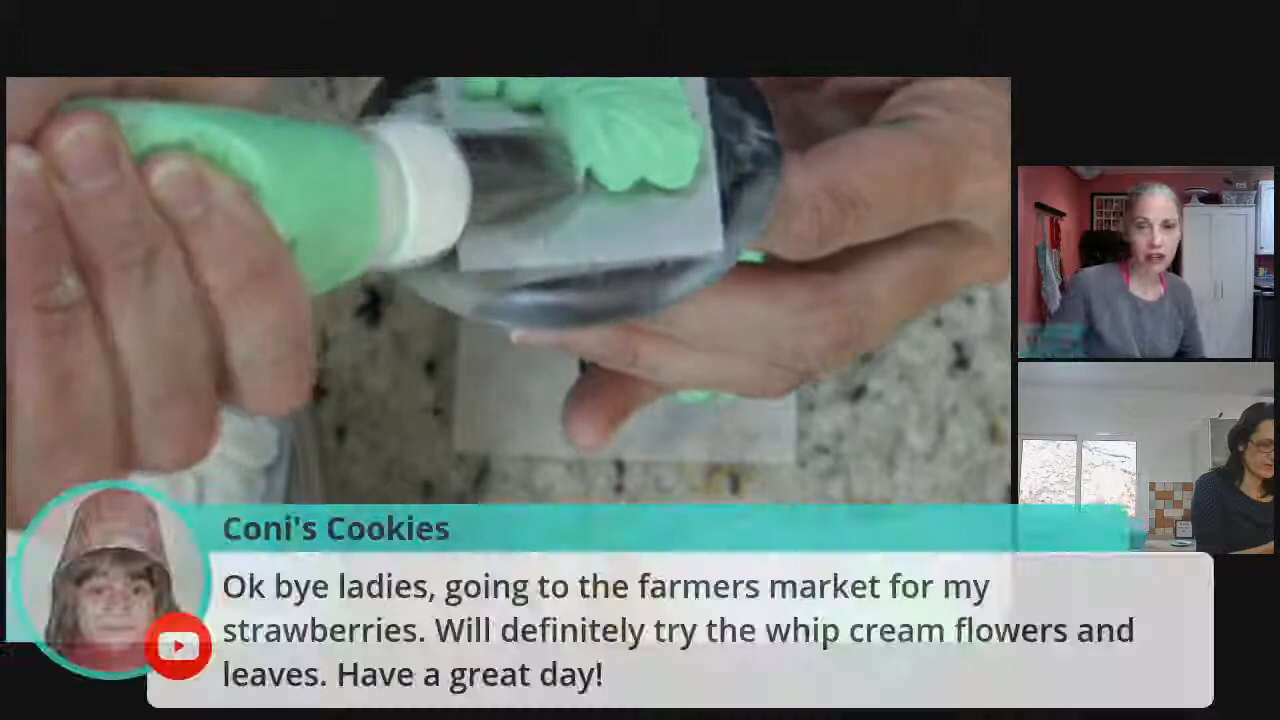 Coni's Cookies
Ok bye ladies, going to the farmers market for my
strawberries. Will definitely try the whip cream flowers and
leaves. Have a great day!